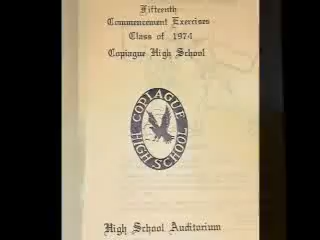 Fifteenth
Commencement Exercises
Class of 1974
Copiague High School
COPIAGUE
HIGH SCHOOL
High School Auditorium